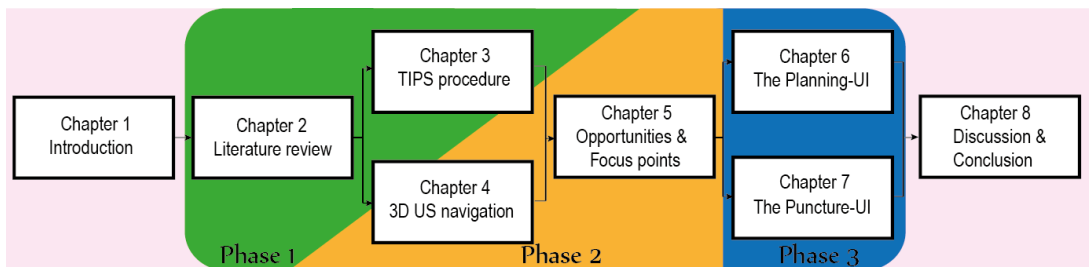 Chapter 1
Introduction
Chapter 2
Literature review
Chapter 3
TIPS procedure
Chapter 4
3D US navigation
Chapter 5
Opportunities &
Focus points
Chapter 6
The Planning-UI
Chapter 7
The Puncture-UI
Chapter 8
Discussion &
Conclusion
Phase 1
Phase 2
Phase 3